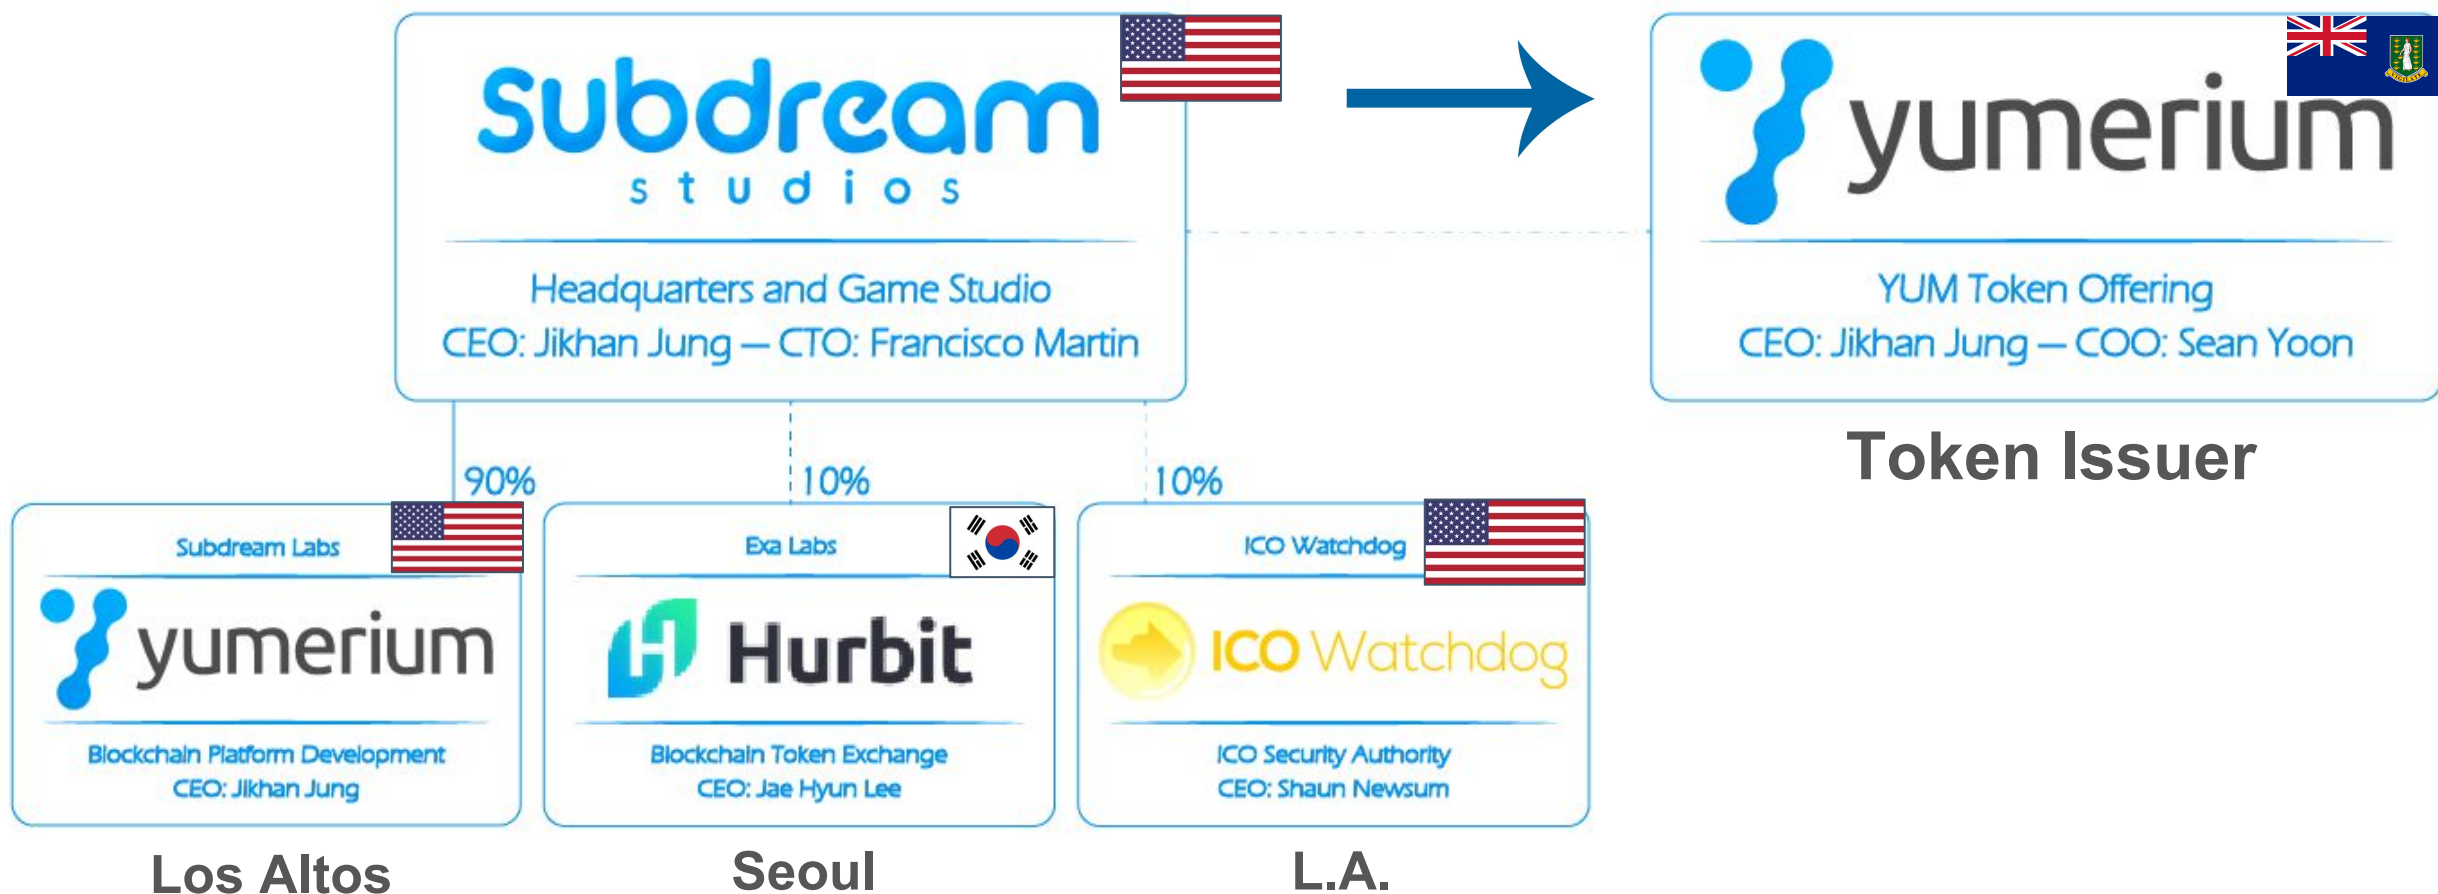 subdream
studios
Headquarters and Game Studio
CEO: Jikhan Jung — CTO: Francisco Martin
yumerium
YUM Token Offering
CEO: Jikhan Jung — COO: Sean Yoon
Token Issuer
90%
10%
10%
Subdream Labs
yumerium
Blockchain Platform Development
CEO: Jikhan Jung
Los Altos
Exa Labs
H Hurbit
Blockchain Token Exchange
CEO: Jae Hyun Lee
Seoul
ICO Watchdog
ICO Watchdog
ICO Security Authority
CEO: Shaun Newsum
L.A.